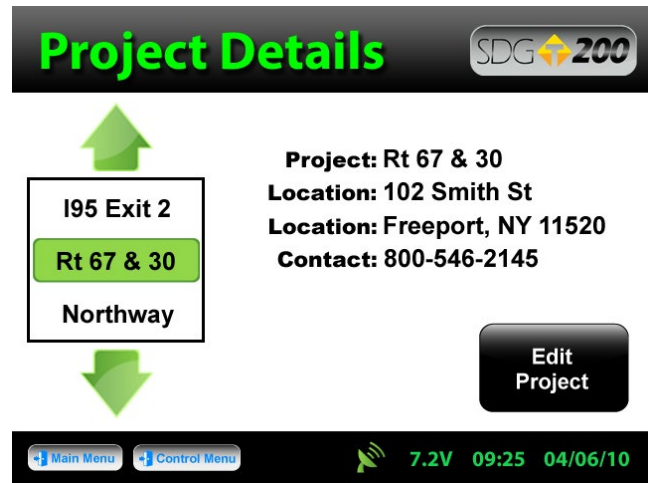 Project Details
SDG 200
I95 Exit 2
Rt 67 & 30
Northway
Project: Rt 67 & 30
Location: 102 Smith St
Location: Freeport, NY 11520
Contact: 800-546-2145
Edit
Project
Main Menu
Control Menu
7.2V 09:25 04/06/10